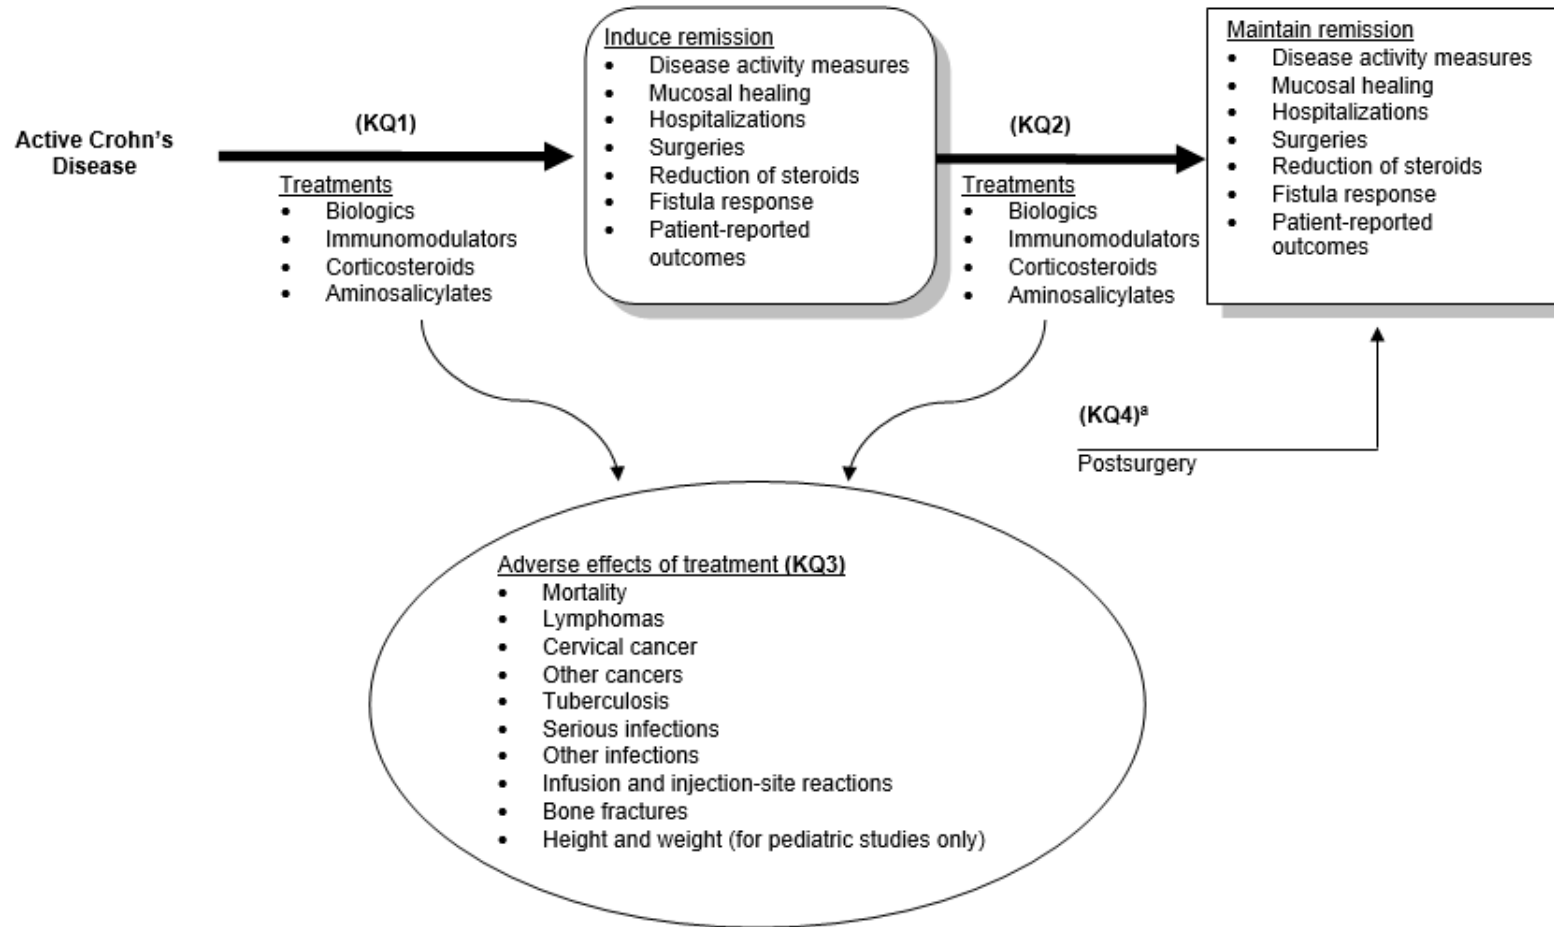 Active Crohn's
Disease
(KQ1)
Treatments
• Biologics
• Immunomodulators
• Corticosteroids
• Aminosalicylates
Induce remission
• Disease activity measures
• Mucosal healing
• Hospitalizations
• Surgeries
• Reduction of steroids
• Fistula response
• Patient-reported
outcomes
(KQ2)
Treatments
• Biologics
• Immunomodulators
• Corticosteroids
• Aminosalicylates
Maintain remission
• Disease activity measures
• Mucosal healing
• Hospitalizations
• Surgeries
• Reduction of steroids
• Fistula response
• Patient-reported
outcomes
(KQ4)ª
Postsurgery
Adverse effects of treatment (KQ3)
• Mortality
• Lymphomas
• Cervical cancer
• Other cancers
• Tuberculosis
• Serious infections
• Other infections
• Infusion and injection-site reactions
• Bone fractures
• Height and weight (for pediatric studies only)